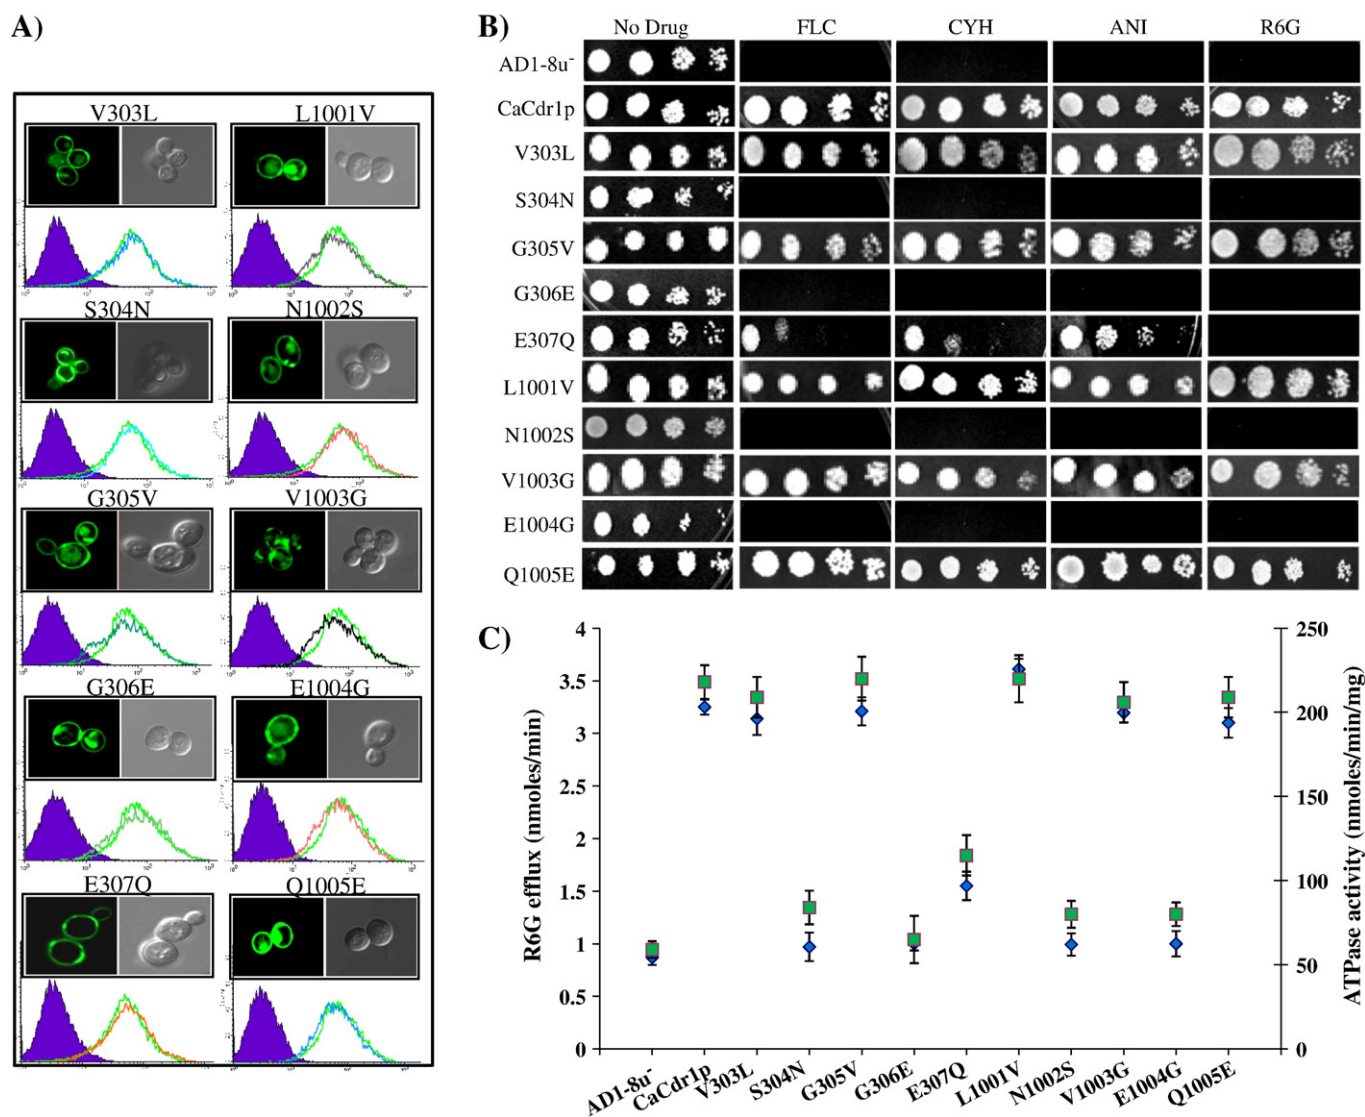 A)
V303L L1001V
S304N N1002S
G305V V1003G
G306E E1004G
E307Q Q1005E
B)
No Drug FLC CYH ANI R6G
AD1-8u⁻
CaCdr1p
V303L
S304N
G305V
G306E
E307Q
L1001V
N1002S
V1003G
E1004G
Q1005E
C)
R6G efflux (nmoles/min)
4
3.5
3
2.5
2
1.5
1
0.5
0
250
200
150
100
50
0
ATPase activity (nmoles/min/mg)
AD1-8u⁻ CaCdr1p V303L S304N G305V G306E E307Q L1001V N1002S V1003G E1004G Q1005E